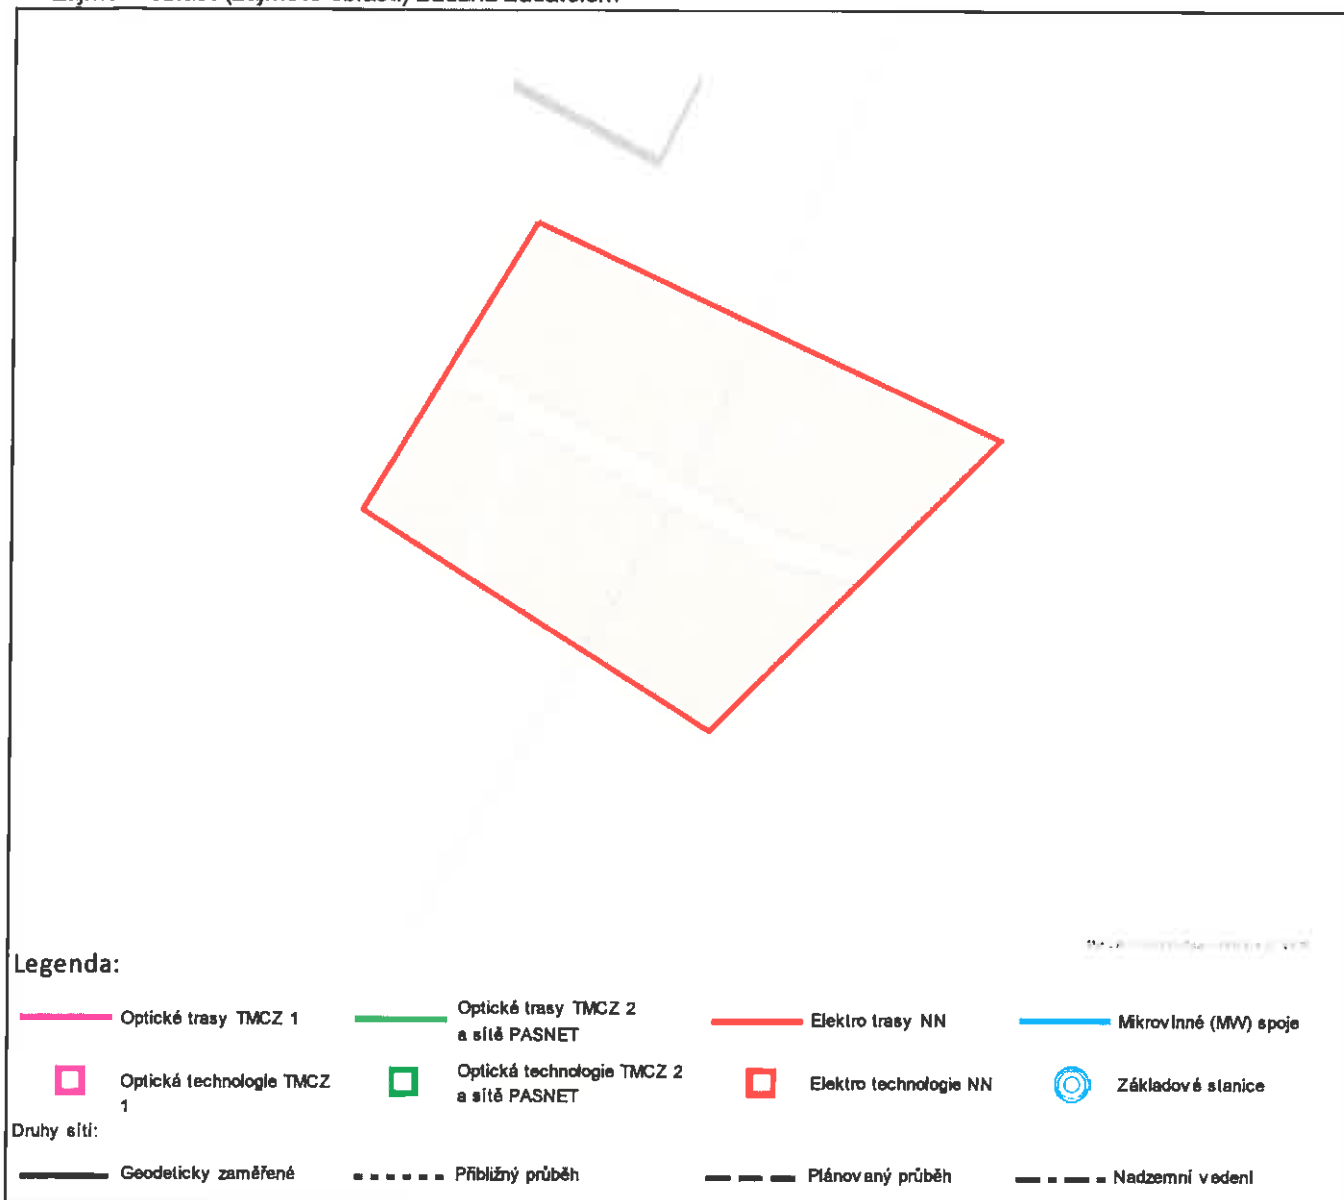 Legenda:
Optické trasy TMCZ 1
Optické trasy TMCZ 2
a sítě PASNET
Elektro trasy NN
Mikrovlnné (MW) spoje
Optická technologie TMCZ
1
Optická technologie TMCZ 2
a sítě PASNET
Elektro technologie NN
Základové stanice
Druhy sítí:
Geodeticky zaměřené
Přibližný průběh
Plánovaný průběh
Nadzemní vedení